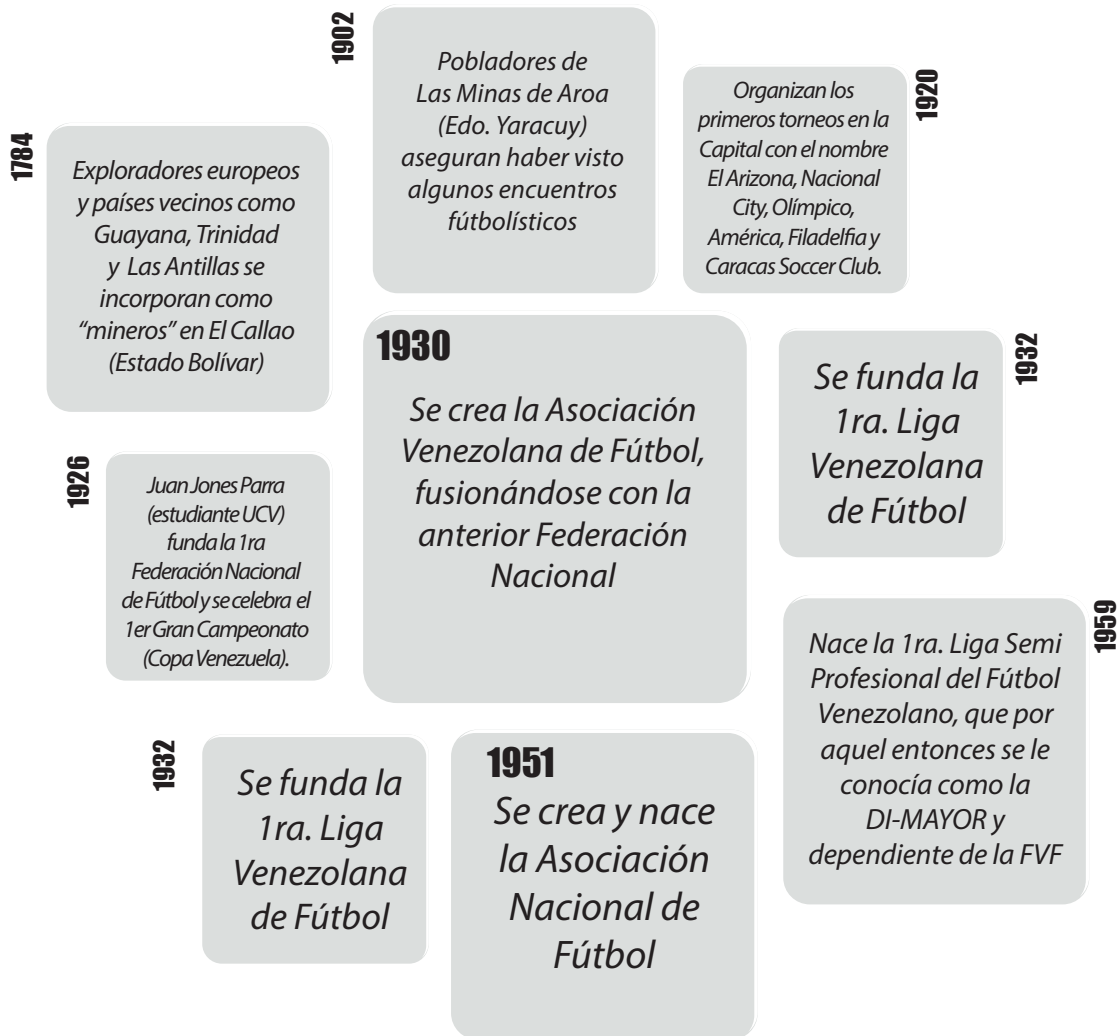 1784
Exploradores europeos
y países vecinos como
Guayana, Trinidad
y Las Antillas se
incorporan como
“mineros” en El Callao
(Estado Bolívar)
1902
Pobladores de
Las Minas de Aroa
(Edo. Yaracuy)
aseguran haber visto
algunos encuentros
fútbolísticos
1920
Organizan los
primeros torneos en la
Capital con el nombre
El Arizona, Nacional
City, Olímpico,
América, Filadelfia y
Caracas Soccer Club.
1926
Juan Jones Parra
(estudiante UCV)
funda la 1ra
Federación Nacional
de Fútbol y se celebra el
1er Gran Campeonato
(Copa Venezuela).
1930
Se crea la Asociación
Venezolana de Fútbol,
fusionándose con la
anterior Federación
Nacional
1932
Se funda la
1ra. Liga
Venezolana
de Fútbol
1932
Se funda la
1ra. Liga
Venezolana
de Fútbol
1951
Se crea y nace
la Asociación
Nacional de
Fútbol
1959
Nace la 1ra. Liga Semi
Profesional del Fútbol
Venezolano, que por
aquel entonces se le
conocía como la
DI-MAYOR y
dependiente de la FVF